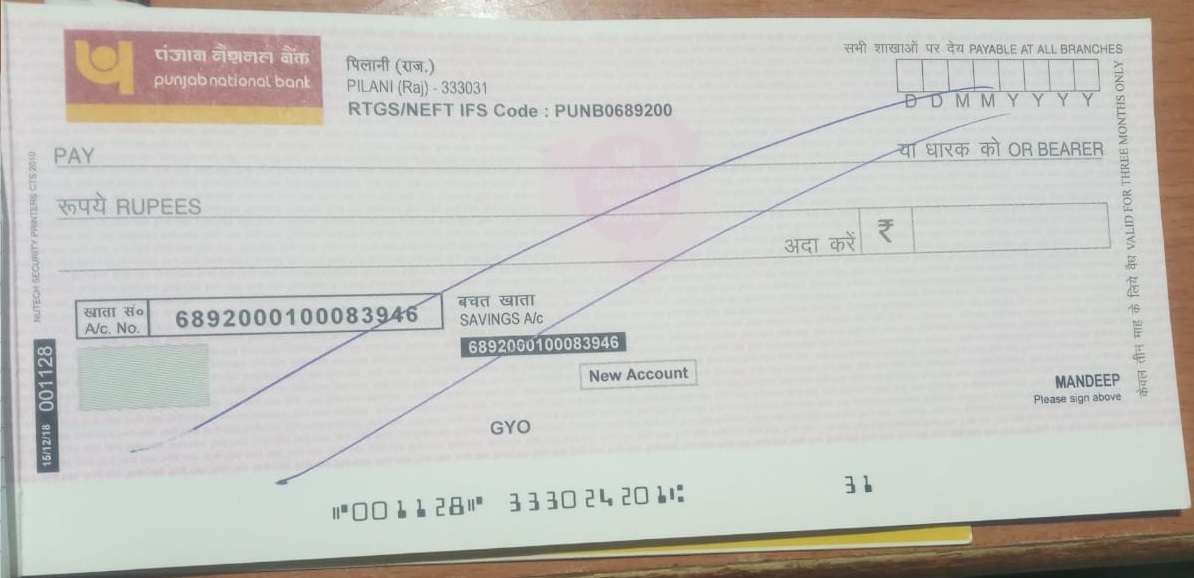 पंजाब नैशनल बैंक
punjab national bank
पिलानी (राज.)
PILANI (Raj) - 333031
RTGS/NEFT IFS Code : PUNB0689200
सभी शाखाओं पर देय PAYABLE AT ALL BRANCHES
D D M M Y Y Y Y
PAY
या धारक को OR BEARER
रूपये RUPEES
अदा करें ₹
खाता सं० A/c. No. 6892000100083946
बचत खाता
SAVINGS A/c
6892000100083946
New Account
GYO
MANDEEP
Please sign above
केवल तीन माह के लिये वैध VALID FOR THREE MONTHS ONLY
NUTECH SECURITY PRINTERS CTS 2010
15/12/18 001128
⑈001128⑈ 333024201⑆ 31